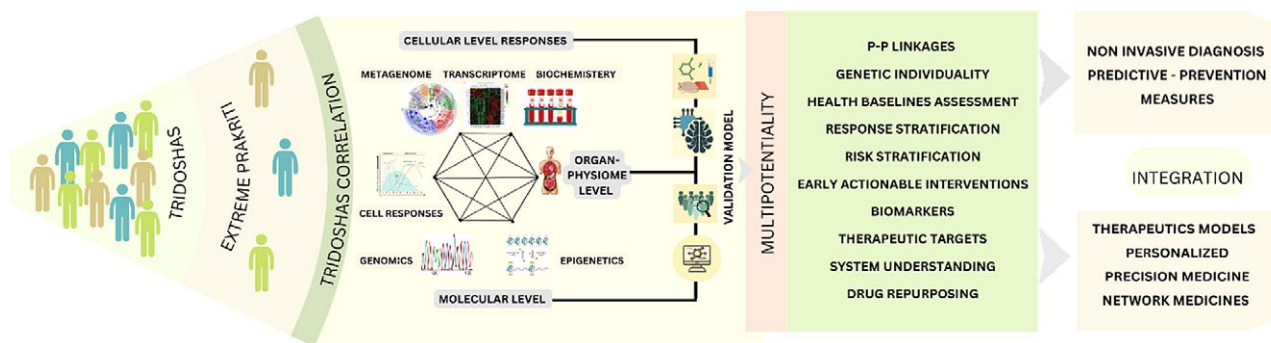 TRIDOSHAS
EXTREME PRAKRITI
TRIDOSHAS CORRELATION
CELLULAR LEVEL RESPONSES
METAGENOME TRANSCRIPTOME BIOCHEMISTERY
ORGAN-
PHYSIOME
LEVEL
CELL RESPONSES
GENOMICS
EPIGENETICS
MOLECULAR LEVEL
VALIDATION MODEL
MULTIPOTENTIALITY
P-P LINKAGES
GENETIC INDIVIDUALITY
HEALTH BASELINES ASSESSMENT
RESPONSE STRATIFICATION
RISK STRATIFICATION
EARLY ACTIONABLE INTERVENTIONS
BIOMARKERS
THERAPEUTIC TARGETS
SYSTEM UNDERSTANDING
DRUG REPURPOSING
NON INVASIVE DIAGNOSIS
PREDICTIVE - PREVENTION
MEASURES
INTEGRATION
THERAPEUTICS MODELS
PERSONALIZED
PRECISION MEDICINE
NETWORK MEDICINES